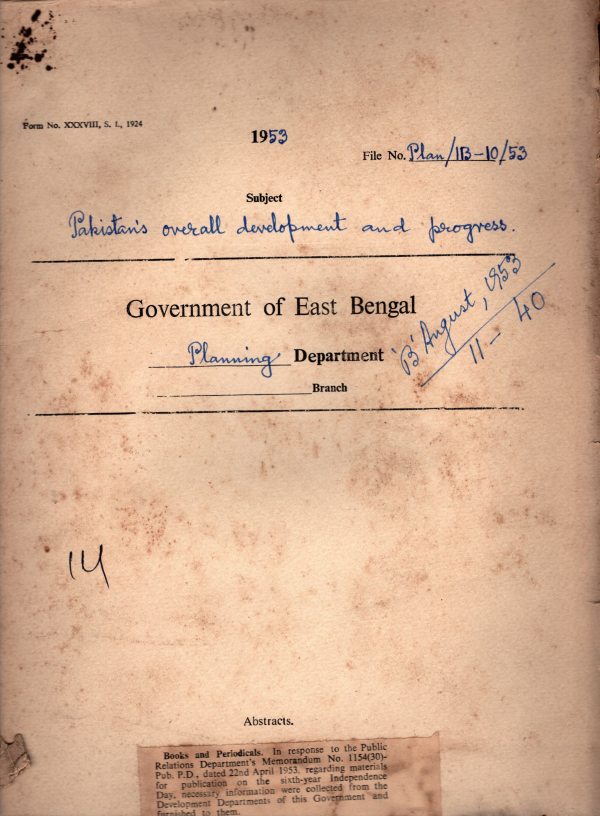 Form No. XXXVIII, S. I., 1924
1953
File No. Plan/1B-10/53
Subject
Pakistan's overall development and progress.
Government of East Bengal
Planning Department
'B' August, 1953
11 - 40
Branch
14
Abstracts.
Books and Periodicals. In response to the Public
Relations Department's Memorandum No. 1154(30)-
Pub. P.D., dated 22nd April 1953, regarding materials
for publication on the sixth-year Independence
Day, necessary information were collected from the
Development Departments of this Government and
furnished to them.